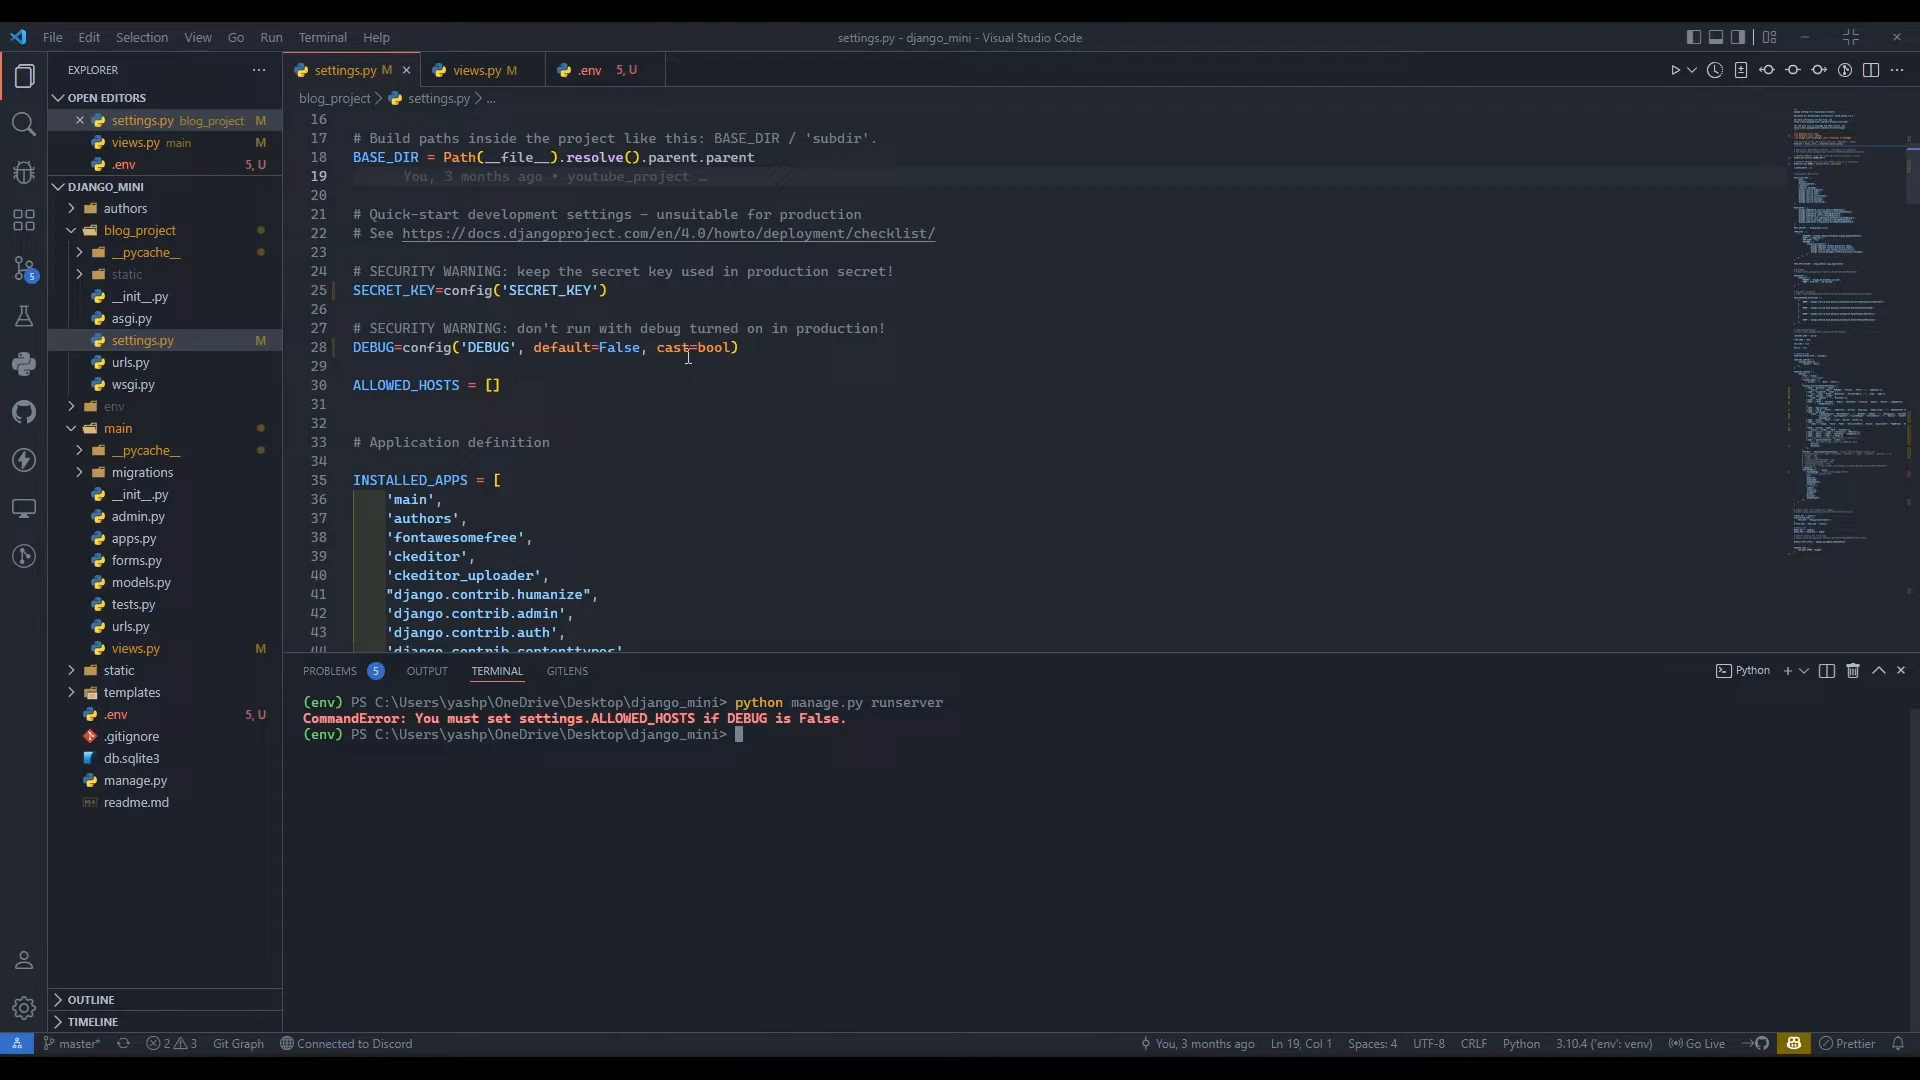 File Edit Selection View Go Run Terminal Help
settings.py - django_mini - Visual Studio Code
EXPLORER
OPEN EDITORS
settings.py blog_project M
views.py main M
.env 5, U
DJANGO_MINI
authors
blog_project
__pycache__
static
__init__.py
asgi.py
settings.py M
urls.py
wsgi.py
env
main
__pycache__
migrations
__init__.py
admin.py
apps.py
forms.py
models.py
tests.py
urls.py
views.py M
static
templates
.env 5, U
.gitignore
db.sqlite3
manage.py
readme.md
OUTLINE
TIMELINE
5
settings.py M
views.py M
.env 5, U
blog_project > settings.py > ...
16
17 # Build paths inside the project like this: BASE_DIR / 'subdir'.
18 BASE_DIR = Path(__file__).resolve().parent.parent
19 You, 3 months ago • youtube_project …
20
21 # Quick-start development settings - unsuitable for production
22 # See https://docs.djangoproject.com/en/4.0/howto/deployment/checklist/
23
24 # SECURITY WARNING: keep the secret key used in production secret!
25 SECRET_KEY=config('SECRET_KEY')
26
27 # SECURITY WARNING: don't run with debug turned on in production!
28 DEBUG=config('DEBUG', default=False, cast=bool)
29
30 ALLOWED_HOSTS = []
31
32
33 # Application definition
34
35 INSTALLED_APPS = [
36 'main',
37 'authors',
38 'fontawesomefree',
39 'ckeditor',
40 'ckeditor_uploader',
41 "django.contrib.humanize",
42 'django.contrib.admin',
43 'django.contrib.auth',
44 'django.contrib.contenttypes',
PROBLEMS 5 OUTPUT TERMINAL GITLENS
Python
(env) PS C:\Users\yashp\OneDrive\Desktop\django_mini> python manage.py runserver
CommandError: You must set settings.ALLOWED_HOSTS if DEBUG is False.
(env) PS C:\Users\yashp\OneDrive\Desktop\django_mini>
master* 2 3 Git Graph Connected to Discord
You, 3 months ago Ln 19, Col 1 Spaces: 4 UTF-8 CRLF Python 3.10.4 ('env': venv) Go Live Prettier